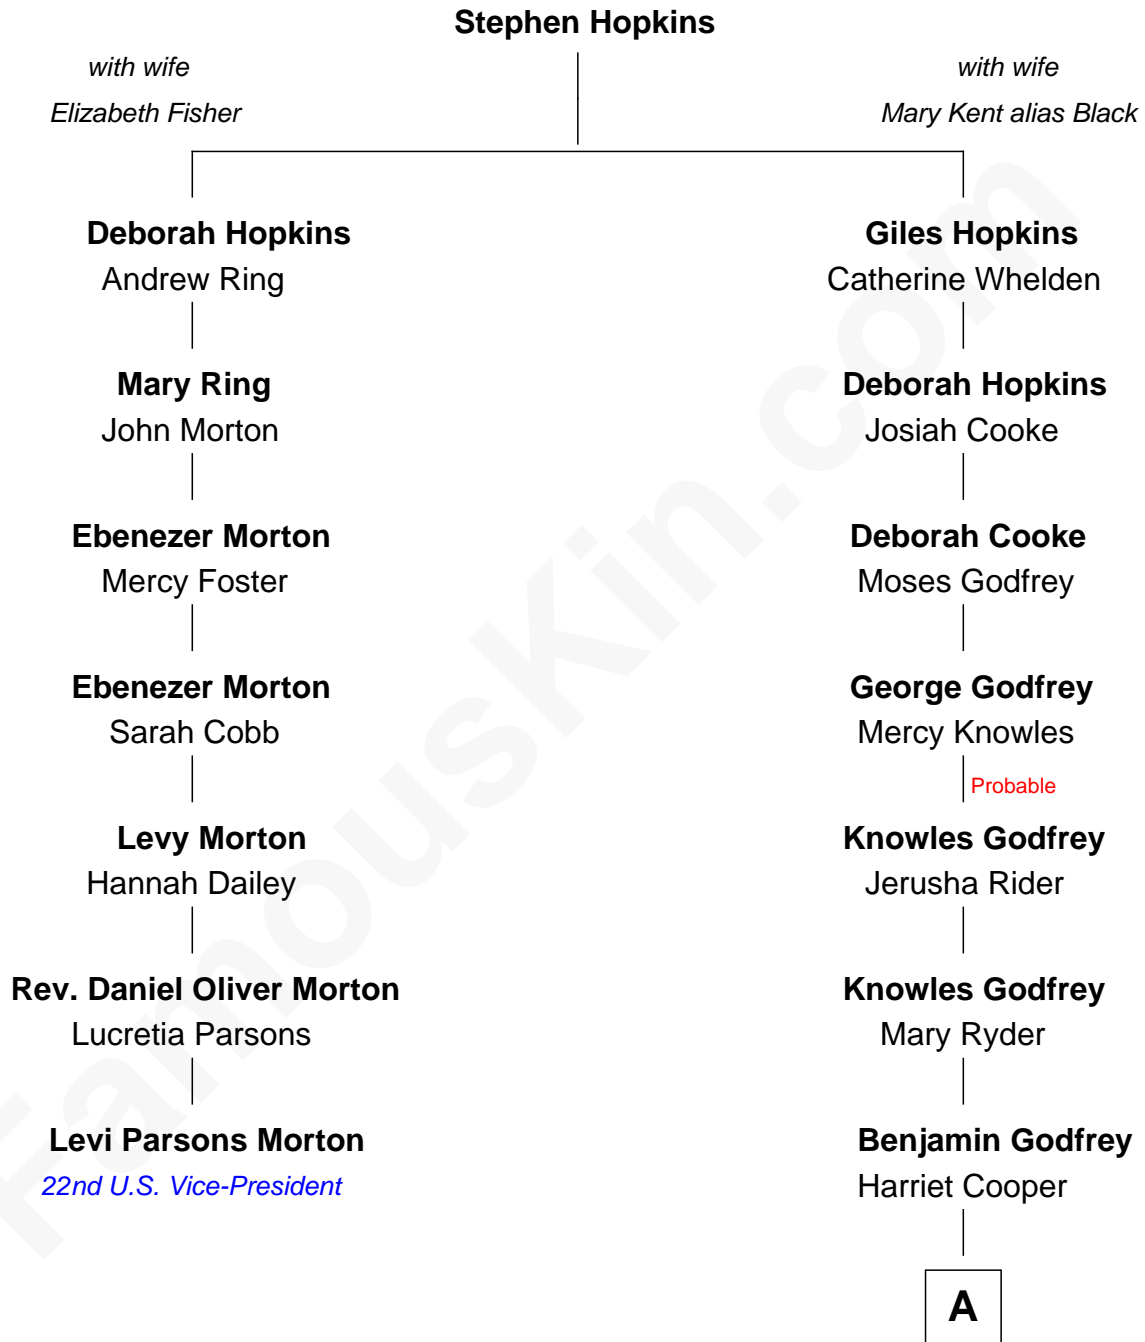 Stephen Hopkins
with wife
Elizabeth Fisher
with wife
Mary Kent alias Black
Deborah Hopkins
Andrew Ring
Giles Hopkins
Catherine Whelden
Mary Ring
John Morton
Deborah Hopkins
Josiah Cooke
Ebenezer Morton
Mercy Foster
Deborah Cooke
Moses Godfrey
Ebenezer Morton
Sarah Cobb
George Godfrey
Mercy Knowles
Probable
Levy Morton
Hannah Dailey
Knowles Godfrey
Jerusha Rider
Rev. Daniel Oliver Morton
Lucretia Parsons
Knowles Godfrey
Mary Ryder
Levi Parsons Morton
22nd U.S. Vice-President
Benjamin Godfrey
Harriet Cooper
A
FamousKin.com